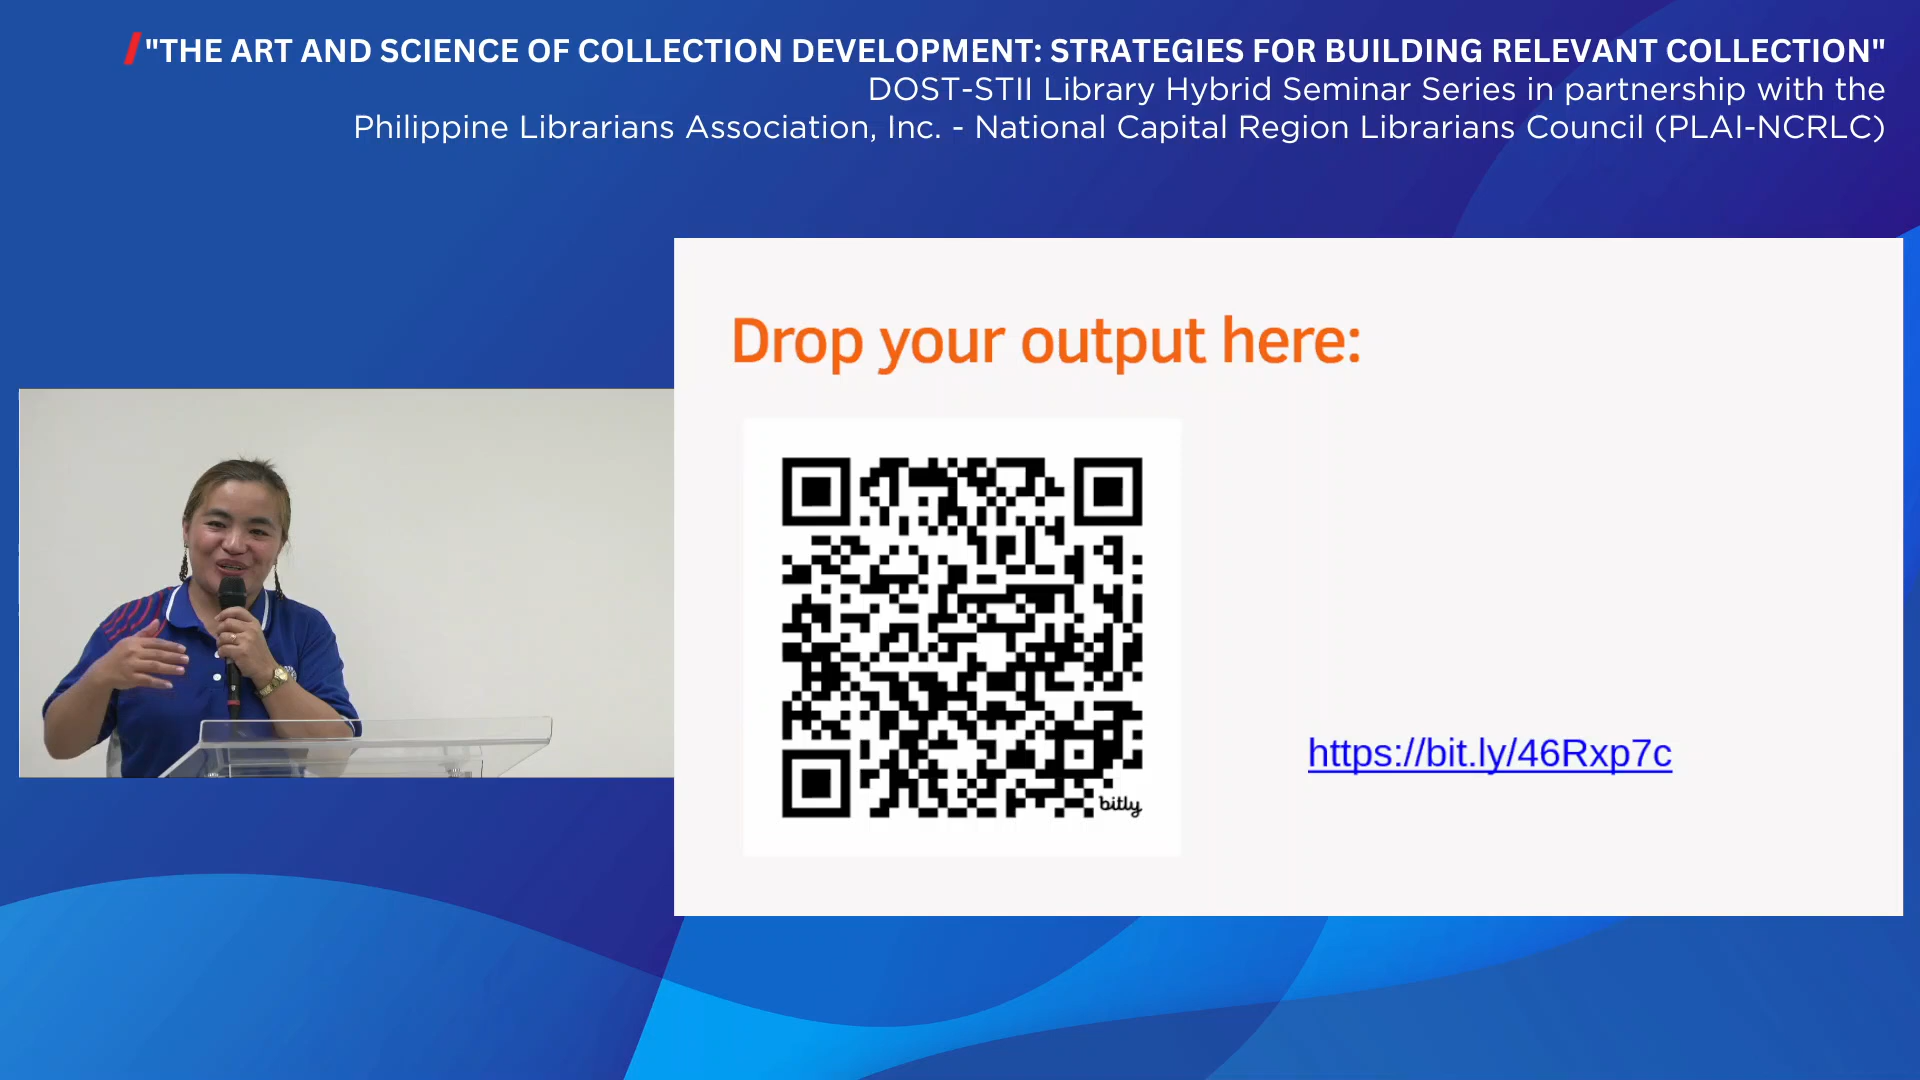 "THE ART AND SCIENCE OF COLLECTION DEVELOPMENT: STRATEGIES FOR BUILDING RELEVANT COLLECTION"
DOST-STII Library Hybrid Seminar Series in partnership with the
Philippine Librarians Association, Inc. - National Capital Region Librarians Council (PLAI-NCRLC)
Drop your output here:
https://bit.ly/46Rxp7c
bitly